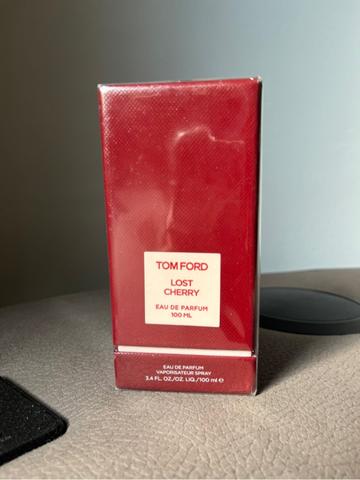 TOM FORD
LOST
CHERRY
EAU DE PARFUM
100 ML
EAU DE PARFUM
VAPORISATEUR SPRAY
3.4 FL. OZ./OZ. LIQ./100 ml ℮